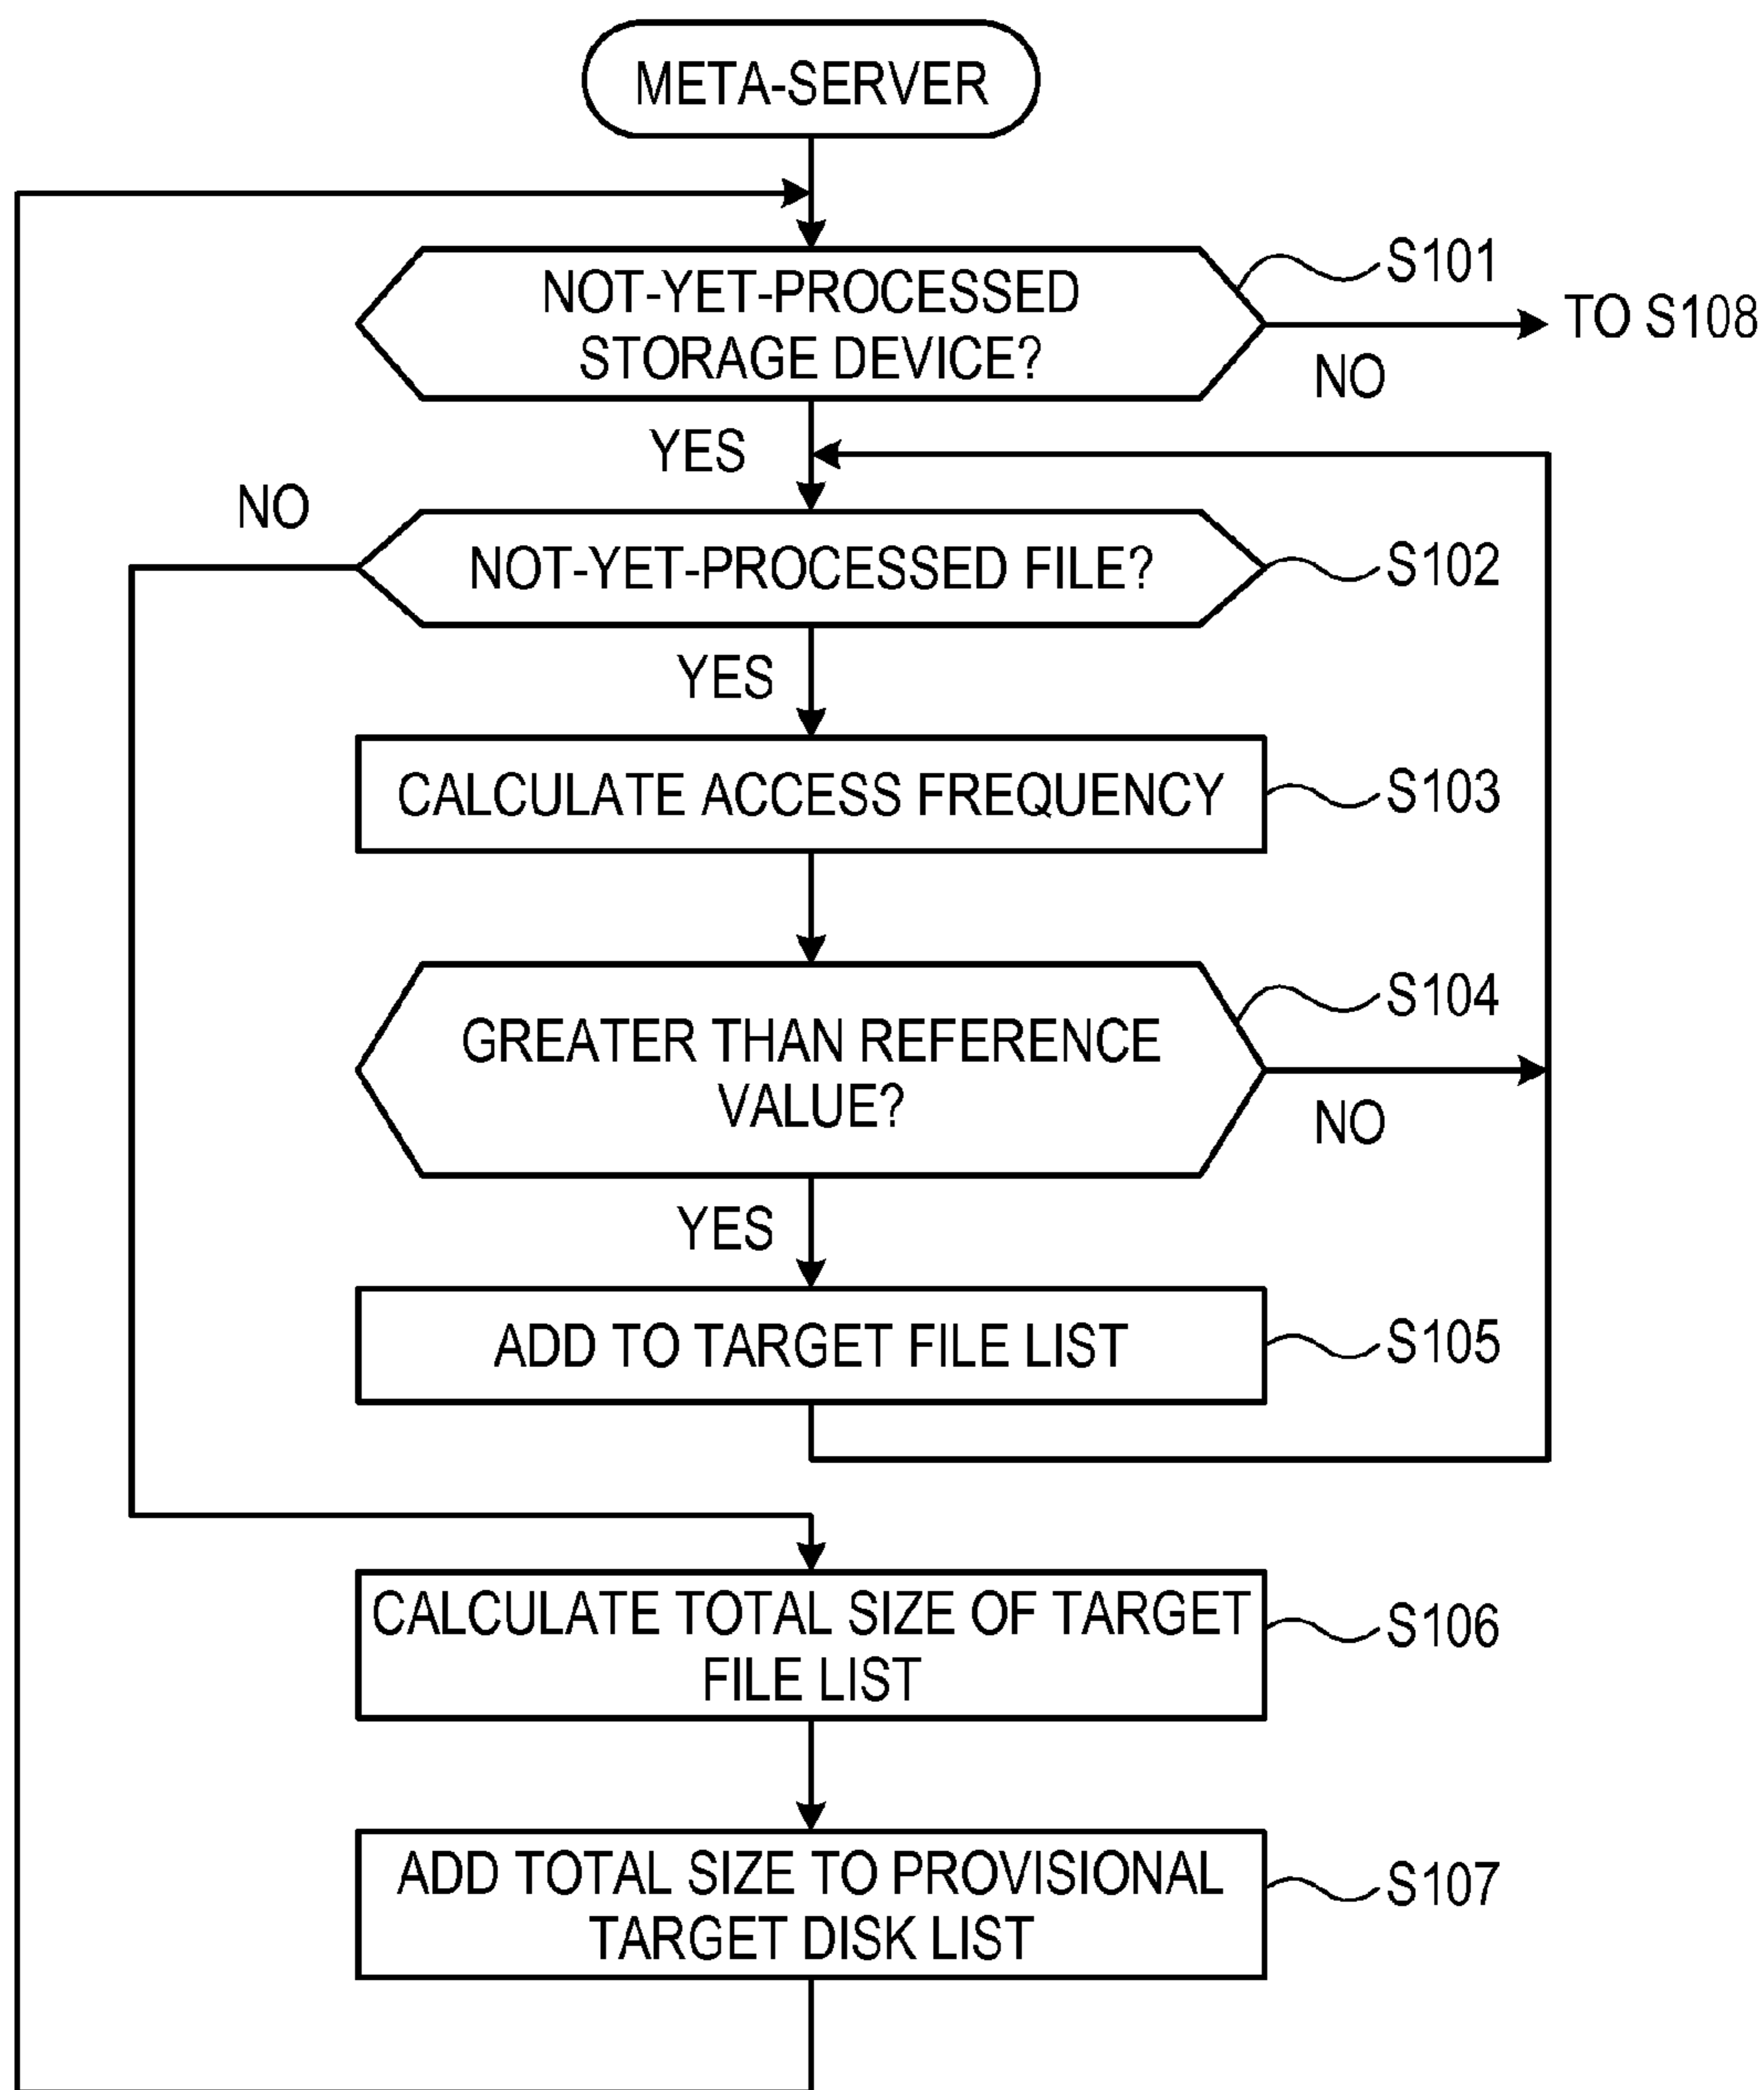 META-SERVER
NOT-YET-PROCESSED
STORAGE DEVICE?
S101
TO S108
NO
YES
NO
NOT-YET-PROCESSED FILE?
S102
YES
CALCULATE ACCESS FREQUENCY
S103
GREATER THAN REFERENCE
VALUE?
S104
NO
YES
ADD TO TARGET FILE LIST
S105
CALCULATE TOTAL SIZE OF TARGET
FILE LIST
S106
ADD TOTAL SIZE TO PROVISIONAL
TARGET DISK LIST
S107